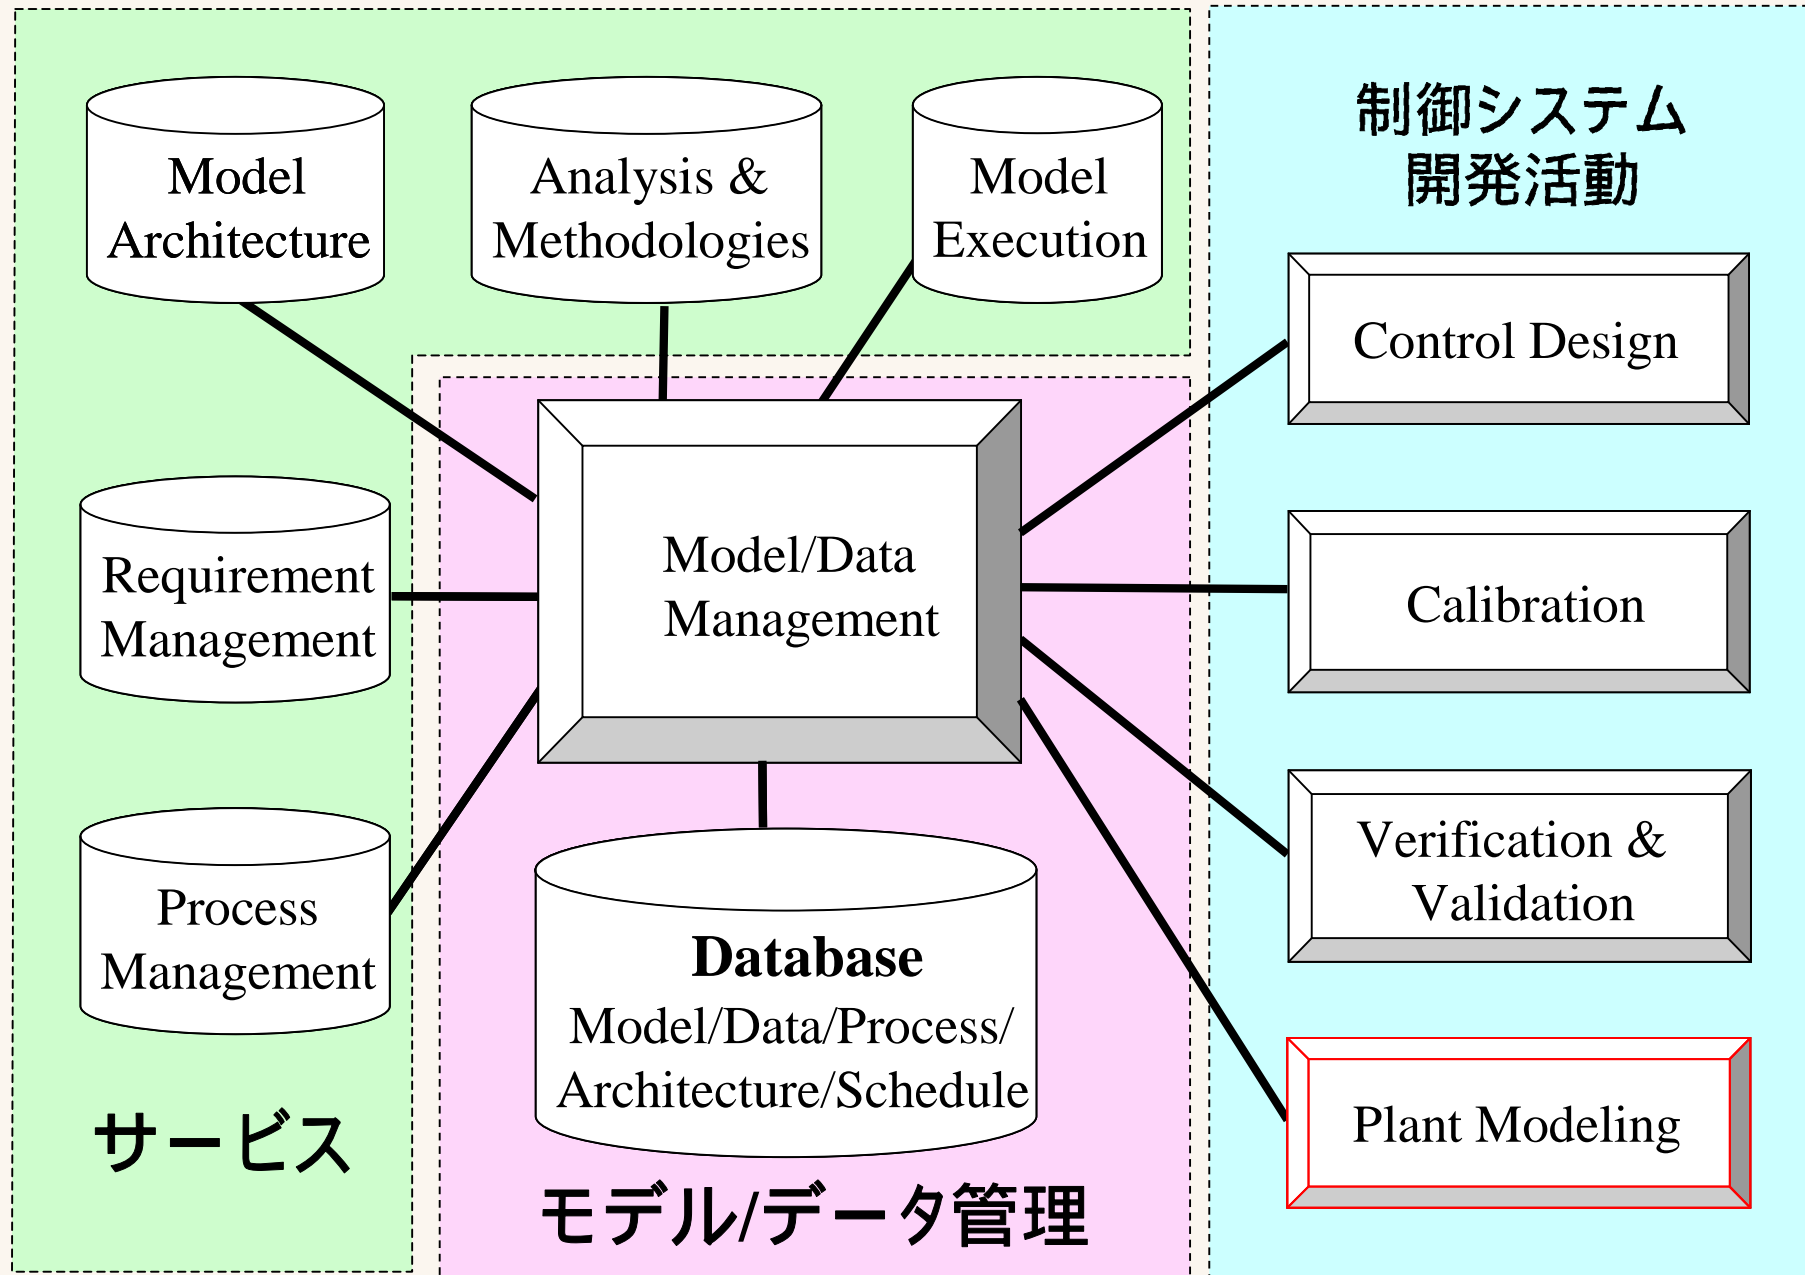 Model
Architecture
Analysis &
Methodologies
Model
Execution
Requirement
Management
Process
Management
サービス
Model/Data
Management
Database
Model/Data/Process/
Architecture/Schedule
モデル/データ管理
制御システム
開発活動
Control Design
Calibration
Verification &
Validation
Plant Modeling